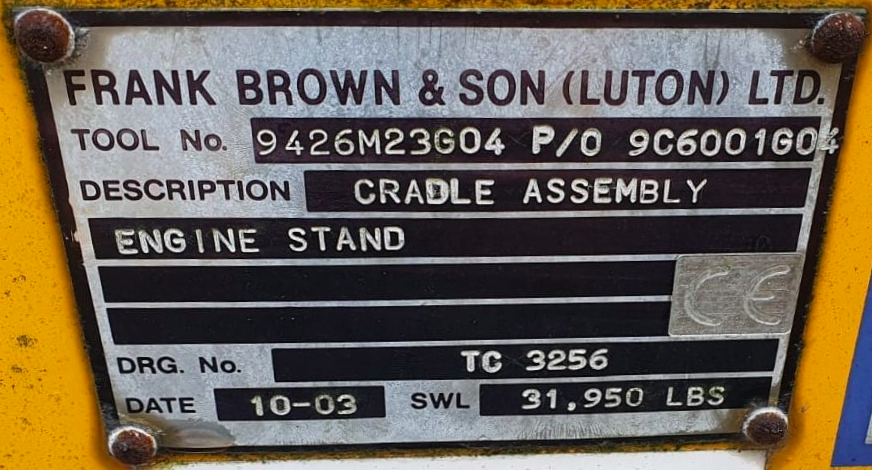 FRANK BROWN & SON (LUTON) LTD.
TOOL No. 9426M23G04 P/O 9C6001G04
DESCRIPTION CRADLE ASSEMBLY
ENGINE STAND
CE
DRG. No. TC 3256
DATE 10-03 SWL 31,950 LBS